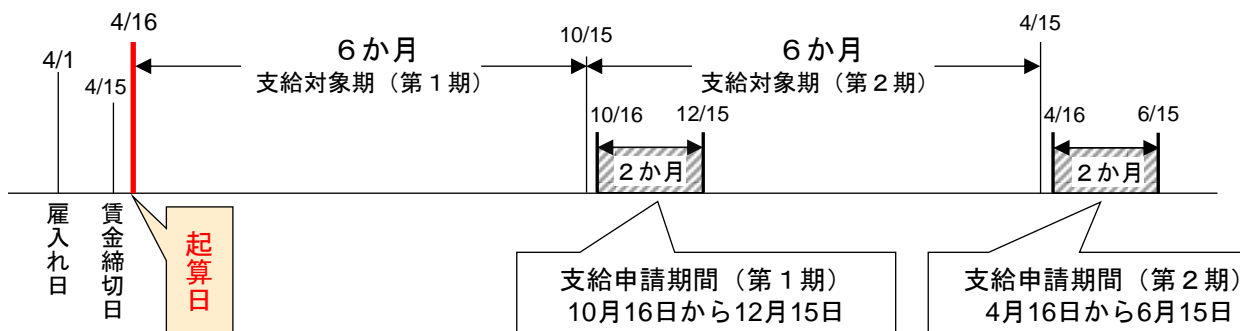 4/16
4/1
4/15
6か月
支給対象期（第1期）
10/15
6か月
支給対象期（第2期）
4/15
10/16
12/15
2か月
4/16
6/15
2か月
雇入れ日
賃金締切日
起算日
支給申請期間（第1期）
10月16日から12月15日
支給申請期間（第2期）
4月16日から6月15日